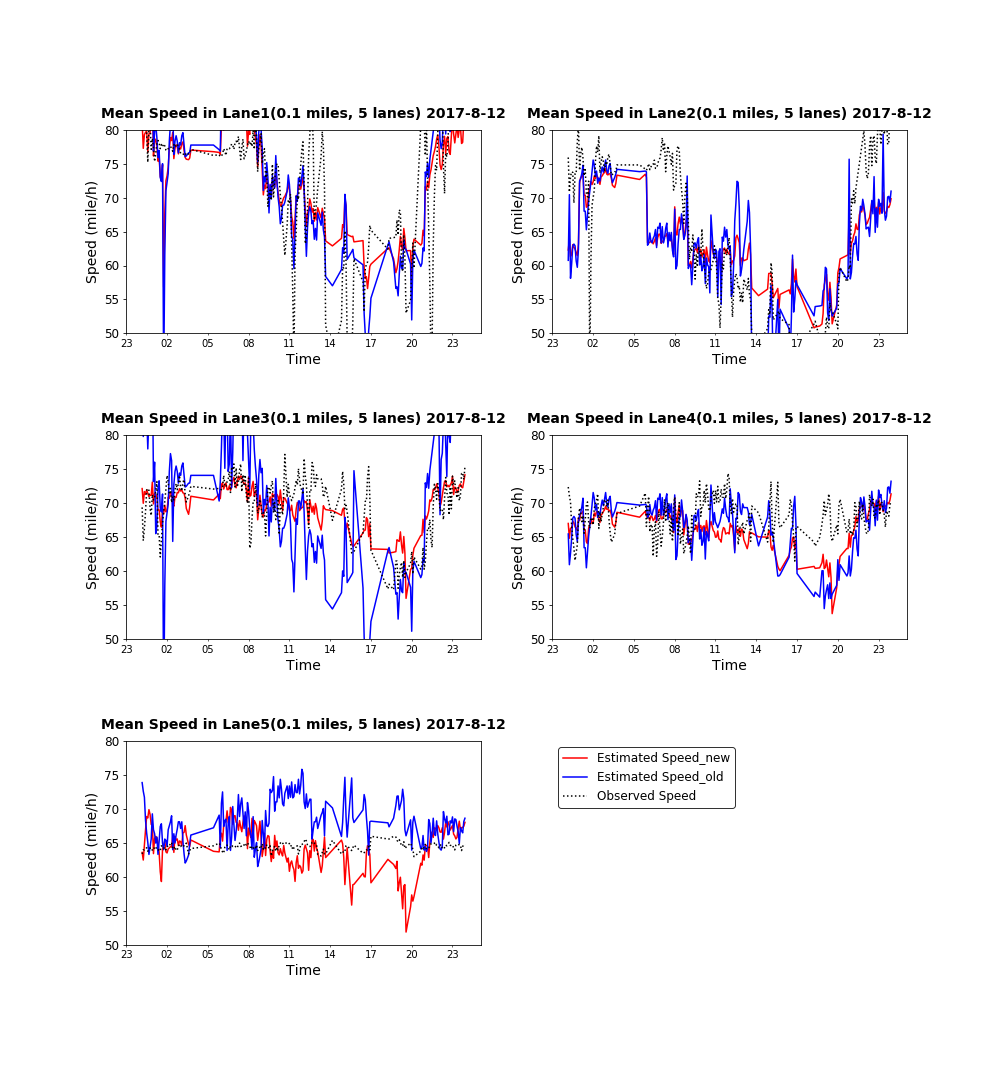 Mean Speed in Lane1(0.1 miles, 5 lanes) 2017-8-12
80
75
70
65
60
55
50
Speed (mile/h)
23 02 05 08 11 14 17 20 23
Time
Mean Speed in Lane2(0.1 miles, 5 lanes) 2017-8-12
80
75
70
65
60
55
50
Speed (mile/h)
23 02 05 08 11 14 17 20 23
Time
Mean Speed in Lane3(0.1 miles, 5 lanes) 2017-8-12
80
75
70
65
60
55
50
Speed (mile/h)
23 02 05 08 11 14 17 20 23
Time
Mean Speed in Lane4(0.1 miles, 5 lanes) 2017-8-12
80
75
70
65
60
55
50
Speed (mile/h)
23 02 05 08 11 14 17 20 23
Time
Mean Speed in Lane5(0.1 miles, 5 lanes) 2017-8-12
80
75
70
65
60
55
50
Speed (mile/h)
23 02 05 08 11 14 17 20 23
Time
Estimated Speed_new
Estimated Speed_old
Observed Speed